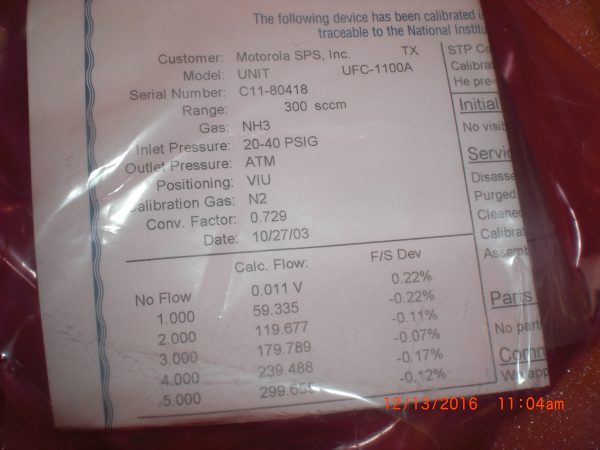 The following device has been calibrated
traceable to the National
Customer: Motorola SPS, Inc. TX
Model: UNIT UFC-1100A
Serial Number: C11-80418
Range: 300 sccm
Gas: NH3
Inlet Pressure: 20-40 PSIG
Outlet Pressure: ATM
Positioning: VIU
Calibration Gas: N2
Conv. Factor: 0.729
Date: 10/27/03
Calc. Flow: F/S Dev
No Flow 0.011 V 0.22%
1.000 59.335 -0.22%
2.000 119.677 -0.11%
3.000 179.789 -0.07%
4.000 239.488 -0.17%
5.000 -0.12%
STP
He pre-
Initial
No
Purged
Parts
No
12/13/2016 11:04am